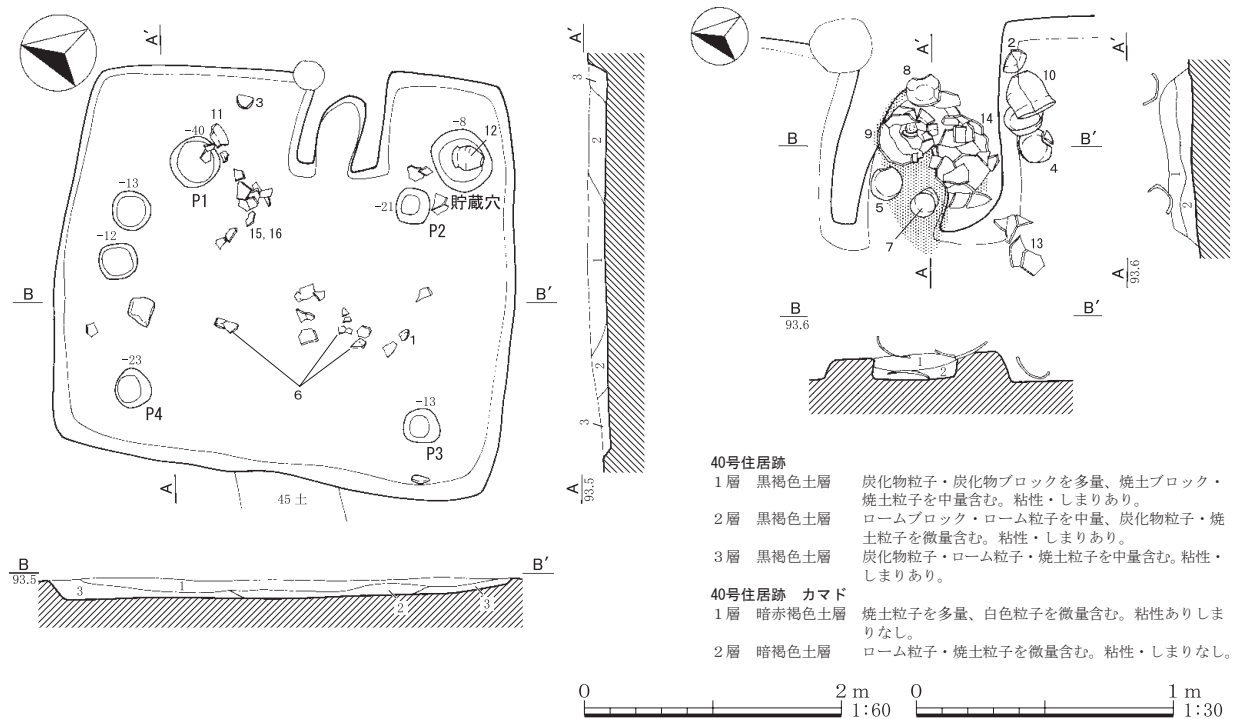 A′
3
11
-40
P1
-8
12
貯蔵穴
-21
P2
-13
-12
15,16
B
B′
1
6
-23
P4
-13
P3
A
45 土
A′
3
2
1
2
3
A
93.5
B
93.5
B′
3
1
2
3
A′
2
8
10
9
14
B
B′
4
5
7
13
A
A′
1
2
A
93.6
B
93.6
B′
1
2
40号住居跡
1層 黒褐色土層 炭化物粒子・炭化物ブロックを多量、焼土ブロック・
焼土粒子を中量含む。粘性・しまりあり。
2層 黒褐色土層 ロームブロック・ローム粒子を中量、炭化物粒子・焼
土粒子を微量含む。粘性・しまりあり。
3層 黒褐色土層 炭化物粒子・ローム粒子・焼土粒子を中量含む。粘性・
しまりあり。
40号住居跡 カマド
1層 暗赤褐色土層 焼土粒子を多量、白色粒子を微量含む。粘性ありしま
りなし。
2層 暗褐色土層 ローム粒子・焼土粒子を微量含む。粘性・しまりなし。
0 2 m
1:60
0 1 m
1:30